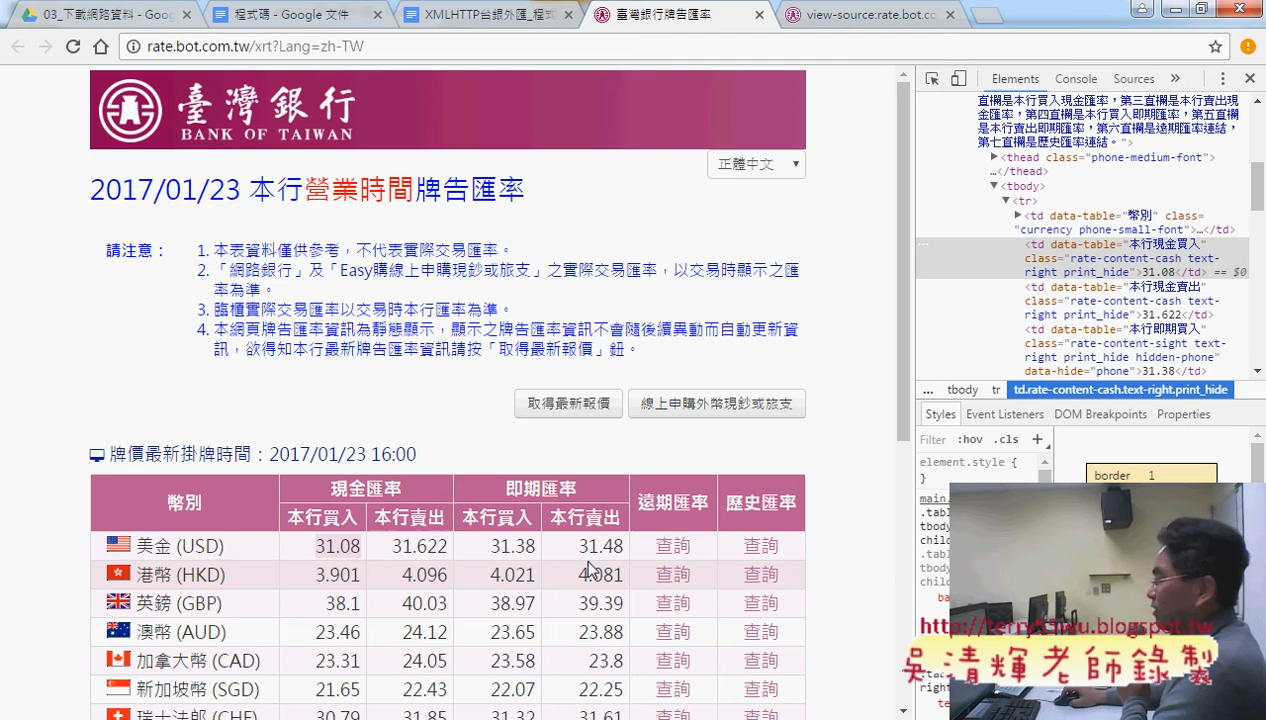 03_下載網路資料 - Goog
程式碼 - Google 文件
XMLHTTP台銀外匯_程式
臺灣銀行牌告匯率
view-source:rate.bot.com
rate.bot.com.tw/xrt?Lang=zh-TW
臺灣銀行
BANK OF TAIWAN
正體中文
2017/01/23 本行營業時間牌告匯率
請注意：
1. 本表資料僅供參考，不代表實際交易匯率。
2. 「網路銀行」及「Easy購線上申購現鈔或旅支」之實際交易匯率，以交易時顯示之匯
率為準。
3. 臨櫃實際交易匯率以交易時本行匯率為準。
4. 本網頁牌告匯率資訊為靜態顯示，顯示之牌告匯率資訊不會隨後續異動而自動更新資
訊，欲得知本行最新牌告匯率資訊請按「取得最新報價」鈕。
取得最新報價
線上申購外幣現鈔或旅支
牌價最新掛牌時間：2017/01/23 16:00
幣別 現金匯率 即期匯率 遠期匯率 歷史匯率
本行買入 本行賣出 本行買入 本行賣出
美金 (USD) 31.08 31.622 31.38 31.48 查詢 查詢
港幣 (HKD) 3.901 4.096 4.021 4.081 查詢 查詢
英鎊 (GBP) 38.1 40.03 38.97 39.39 查詢 查詢
澳幣 (AUD) 23.46 24.12 23.65 23.88 查詢 查詢
加拿大幣 (CAD) 23.31 24.05 23.58 23.8 查詢 查詢
新加坡幣 (SGD) 21.65 22.43 22.07 22.25 查詢 查詢
瑞士法郎 (CHF) 30.79 31.85 31.32 31.61 查詢 查詢
Elements Console Sources »
直欄是本行買入現金匯率，第三直欄是本行賣出現
金匯率，第四直欄是本行買入即期匯率，第五直欄
是本行賣出即期匯率，第六直欄是遠期匯率連結，
第七直欄是歷史匯率連結。">
<thead class="phone-medium-font">
…</thead>
<tbody>
<tr>
<td data-table="幣別" class=
"currency phone-small-font">…</td>
<td data-table="本行現金買入"
class="rate-content-cash text-
right print_hide">31.08</td> == $0
<td data-table="本行現金賣出"
class="rate-content-cash text-
right print_hide">31.622</td>
<td data-table="本行即期買入"
class="rate-content-sight text-
right print_hide hidden-phone"
data-hide="phone">31.38</td>
... tbody tr td.rate-content-cash.text-right.print_hide
Styles Event Listeners DOM Breakpoints Properties
Filter :hov .cls +
element.style {
}
main.
.tabl
tbody
chil
.tabl
tbody
chil
border 1
http://terry55wu.blogspot.tw
吳清輝老師錄製